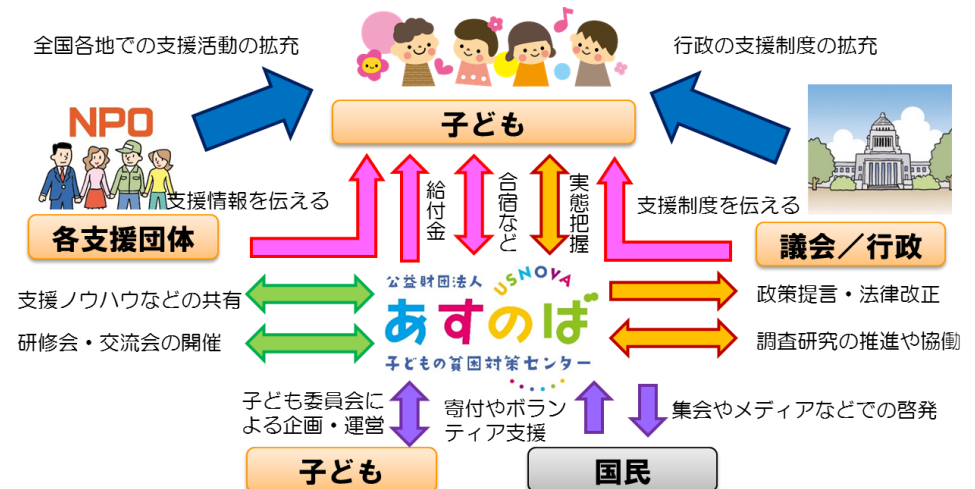 全国各地での支援活動の拡充
行政の支援制度の拡充
NPO
子ども
支援情報を伝える
給付金
合宿など
実態把握
支援制度を伝える
各支援団体
議会／行政
公益財団法人
USNOVA
あすのば
子どもの貧困対策センター
支援ノウハウなどの共有
研修会・交流会の開催
政策提言・法律改正
調査研究の推進や協働
子ども委員会に
よる企画・運営
寄付やボラン
ティア支援
集会やメディアなどでの啓発
子ども
国民